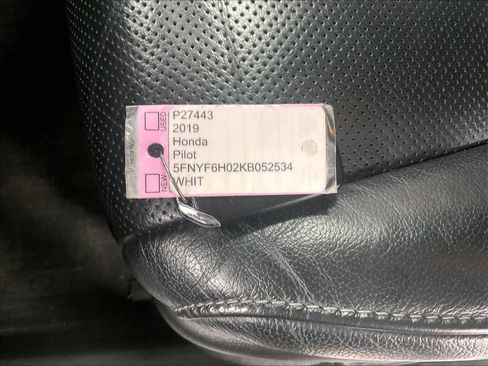 USED
NEW
P27443
2019
Honda
Pilot
5FNYF6H02KB052534
WHIT